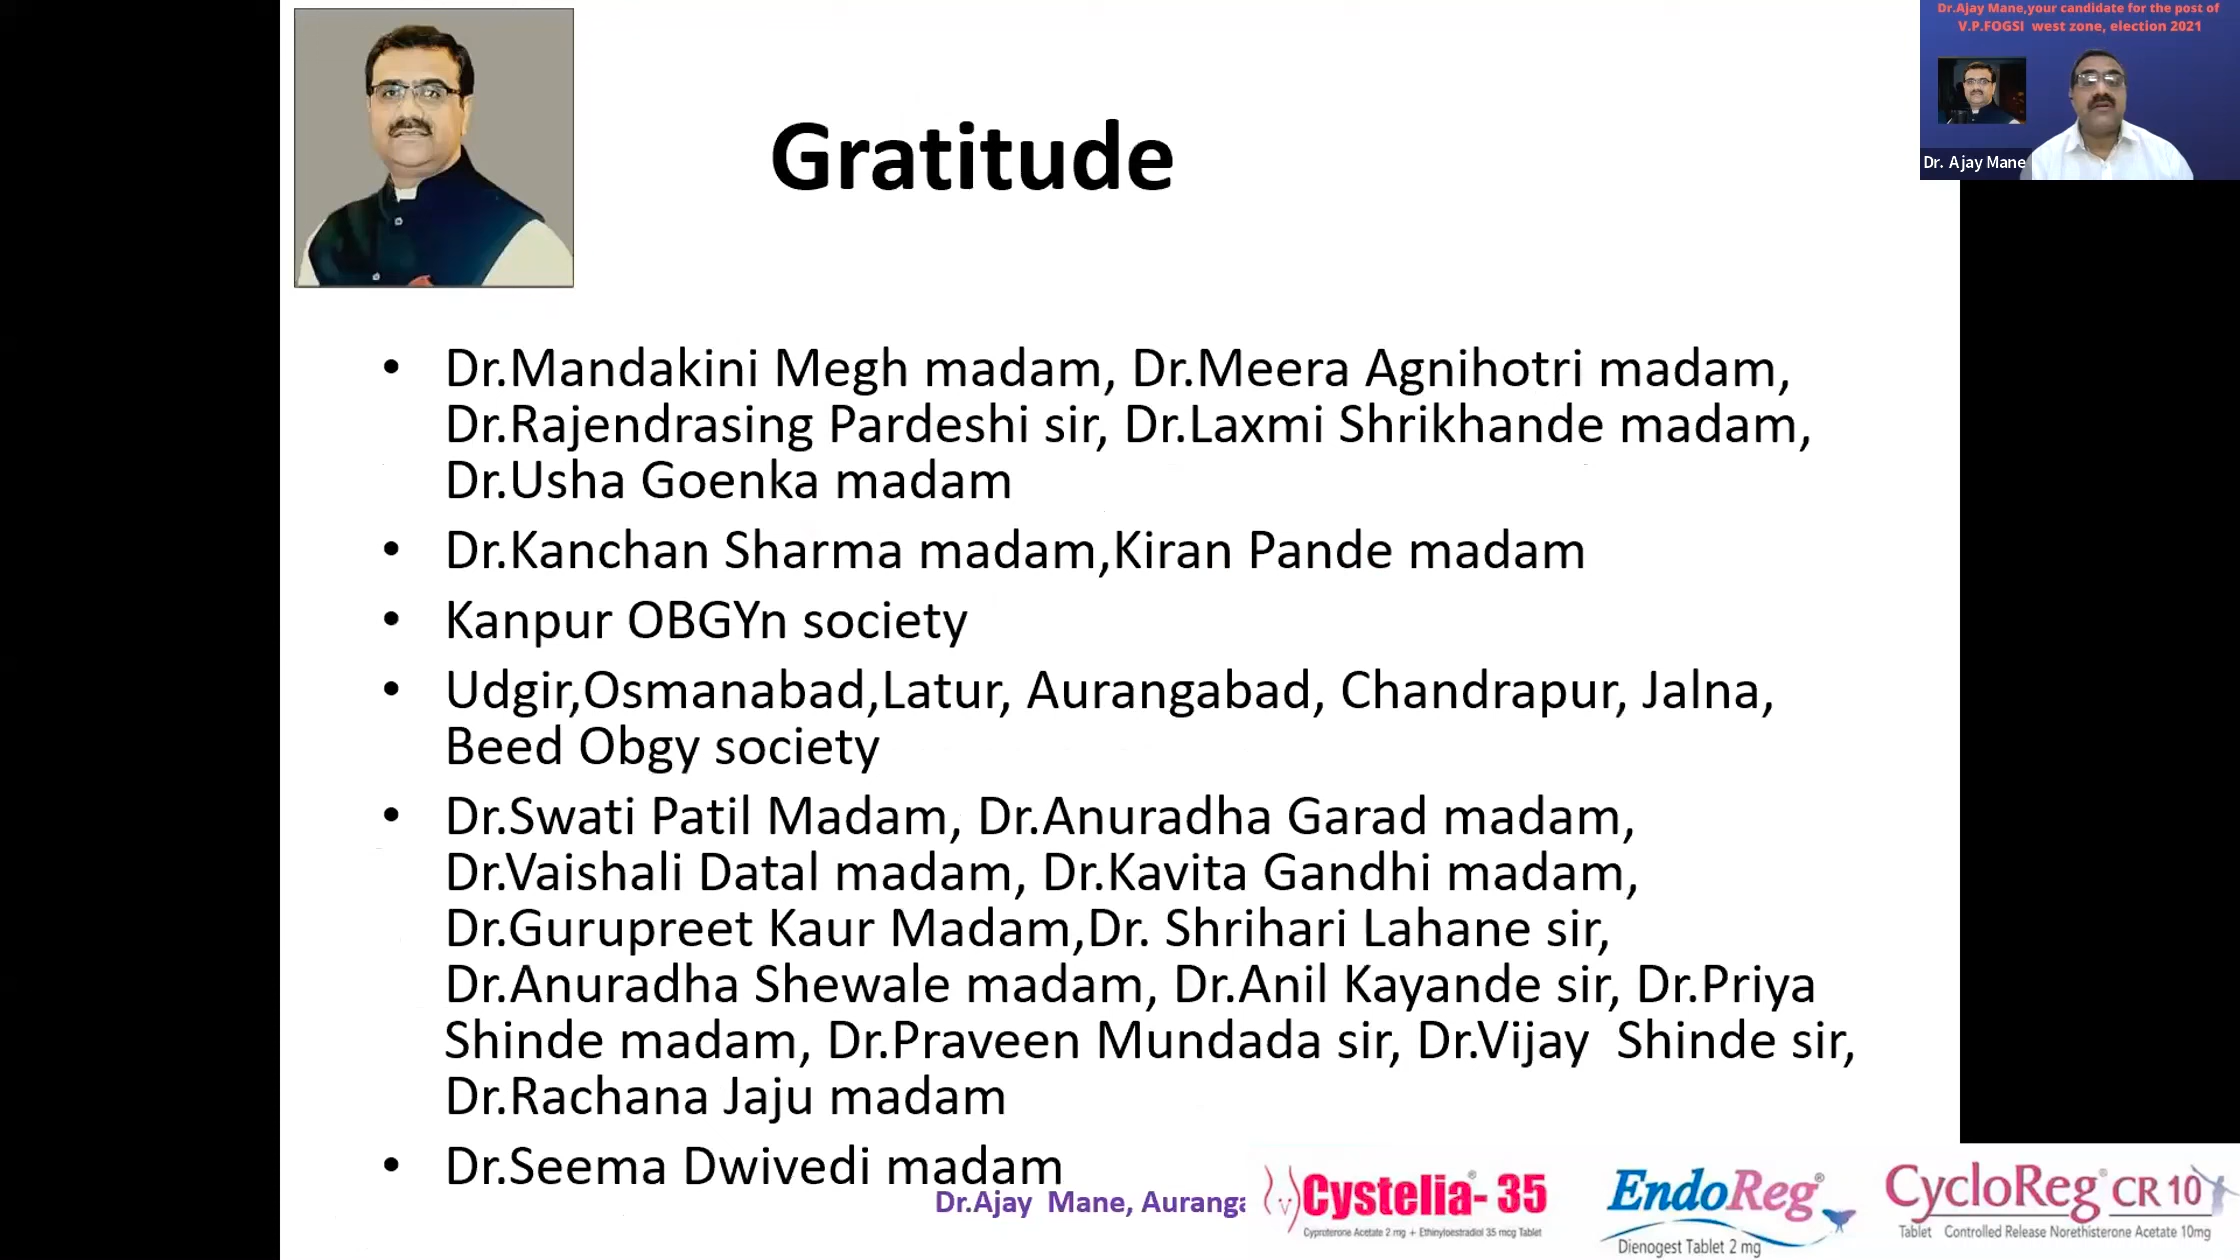 Dr.Ajay Mane,your candidate for the post of
V.P.FOGSI west zone, election 2021
Dr. Ajay Mane
Gratitude
• Dr.Mandakini Megh madam, Dr.Meera Agnihotri madam,
Dr.Rajendrasing Pardeshi sir, Dr.Laxmi Shrikhande madam,
Dr.Usha Goenka madam
• Dr.Kanchan Sharma madam,Kiran Pande madam
• Kanpur OBGYn society
• Udgir,Osmanabad,Latur, Aurangabad, Chandrapur, Jalna,
Beed Obgy society
• Dr.Swati Patil Madam, Dr.Anuradha Garad madam,
Dr.Vaishali Datal madam, Dr.Kavita Gandhi madam,
Dr.Gurupreet Kaur Madam,Dr. Shrihari Lahane sir,
Dr.Anuradha Shewale madam, Dr.Anil Kayande sir, Dr.Priya
Shinde madam, Dr.Praveen Mundada sir, Dr.Vijay  Shinde sir,
Dr.Rachana Jaju madam
• Dr.Seema Dwivedi madam
Dr.Ajay  Mane, Auranga
Cystelia®- 35
Cyproterone Acetate 2 mg + Ethinyloestradiol 35 mcg Tablet
EndoReg®
Dienogest Tablet 2 mg
CycloReg® CR 10
Tablet Controlled Release Norethisterone Acetate 10mg